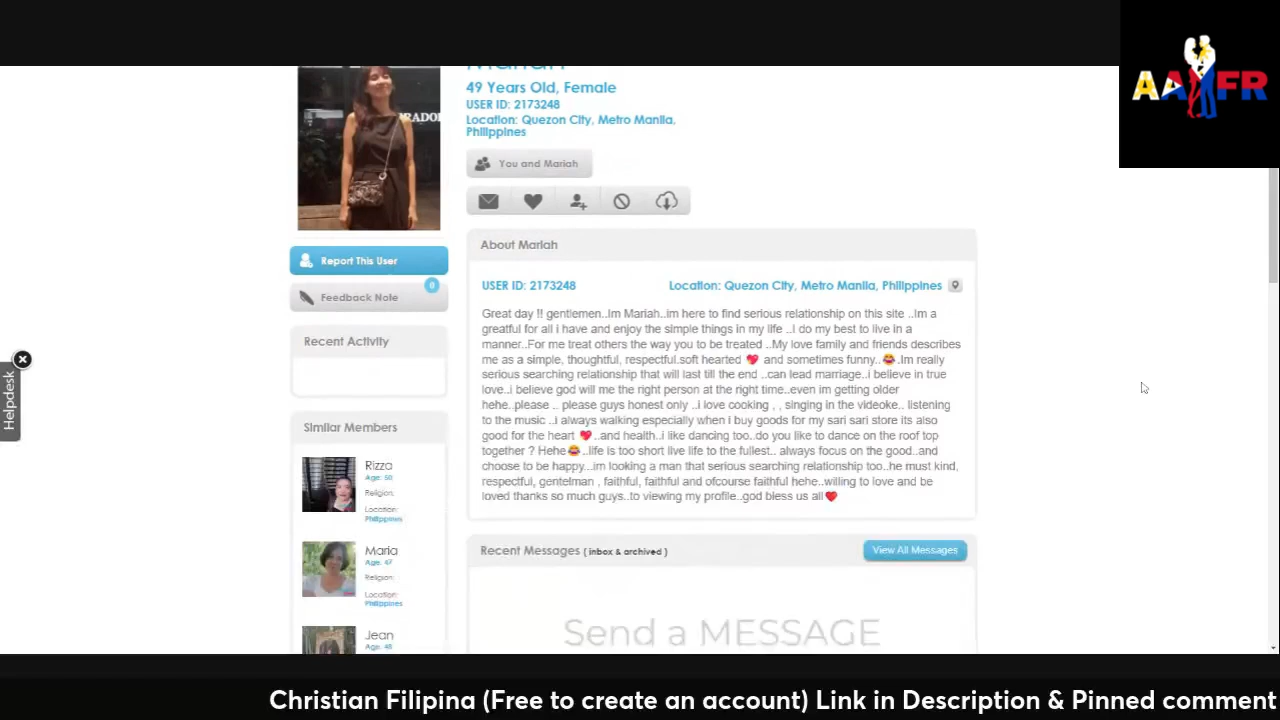 AAFR
Mariah
49 Years Old, Female
USER ID: 2173248
Location: Quezon City, Metro Manila,
Philippines
You and Mariah
Report This User
0
Feedback Note
Recent Activity
Similar Members
Rizza
Age: 50
Religion:
Location:
Philippines
Maria
Age: 47
Religion:
Location:
Philippines
Jean
Age: 48
About Mariah
USER ID: 2173248 Location: Quezon City, Metro Manila, Philippines
Great day !! gentlemen..Im Mariah..im here to find serious relationship on this site ..Im a
greatful for all i have and enjoy the simple things in my life ..I do my best to live in a
manner..For me treat others the way you to be treated ..My love family and friends describes
me as a simple, thoughtful, respectful.soft hearted 💖 and sometimes funny..😂.Im really
serious searching relationship that will last till the end ..can lead marriage..i believe in true
love..i believe god will me the right person at the right time..even im getting older
hehe..please .. please guys honest only ..i love cooking , , singing in the videoke.. listening
to the music ..i always walking especially when i buy goods for my sari sari store its also
good for the heart 💖..and health..i like dancing too..do you like to dance on the roof top
together ? Hehe😂..life is too short live life to the fullest.. always focus on the good..and
choose to be happy...im looking a man that serious searching relationship too..he must kind,
respectful, gentelman , faithful, faithful and ofcourse faithful hehe..willing to love and be
loved thanks so much guys..to viewing my profile..god bless us all❤️
Recent Messages ( inbox & archived )
View All Messages
Send a MESSAGE
Helpdesk
Christian Filipina (Free to create an account) Link in Description & Pinned comment